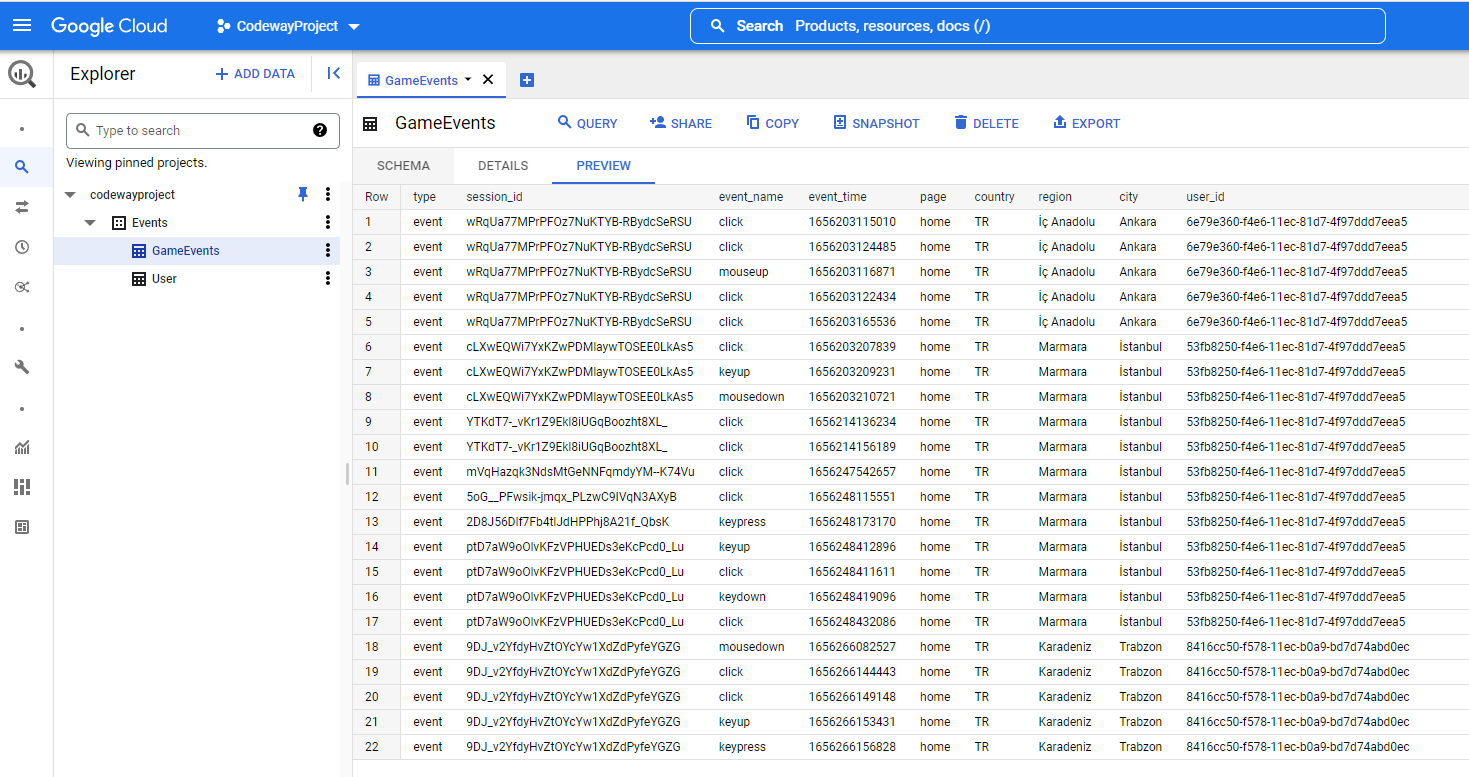 Google Cloud CodewayProject Search Products, resources, docs (/)
Explorer + ADD DATA
GameEvents
Type to search
Viewing pinned projects.
codewayproject
Events
GameEvents
User
GameEvents QUERY SHARE COPY SNAPSHOT DELETE EXPORT
SCHEMA DETAILS PREVIEW
Row type session_id event_name event_time page country region city user_id
1 event wRqUa77MPrPFOz7NuKTYB-RBydcSeRSU click 1656203115010 home TR İç Anadolu Ankara 6e79e360-f4e6-11ec-81d7-4f97ddd7eea5
2 event wRqUa77MPrPFOz7NuKTYB-RBydcSeRSU click 1656203124485 home TR İç Anadolu Ankara 6e79e360-f4e6-11ec-81d7-4f97ddd7eea5
3 event wRqUa77MPrPFOz7NuKTYB-RBydcSeRSU mouseup 1656203116871 home TR İç Anadolu Ankara 6e79e360-f4e6-11ec-81d7-4f97ddd7eea5
4 event wRqUa77MPrPFOz7NuKTYB-RBydcSeRSU click 1656203122434 home TR İç Anadolu Ankara 6e79e360-f4e6-11ec-81d7-4f97ddd7eea5
5 event wRqUa77MPrPFOz7NuKTYB-RBydcSeRSU click 1656203165536 home TR İç Anadolu Ankara 6e79e360-f4e6-11ec-81d7-4f97ddd7eea5
6 event cLXwEQWi7YxKZwPDMIaywTOSEE0LkAs5 click 1656203207839 home TR Marmara İstanbul 53fb8250-f4e6-11ec-81d7-4f97ddd7eea5
7 event cLXwEQWi7YxKZwPDMIaywTOSEE0LkAs5 keyup 1656203209231 home TR Marmara İstanbul 53fb8250-f4e6-11ec-81d7-4f97ddd7eea5
8 event cLXwEQWi7YxKZwPDMIaywTOSEE0LkAs5 mousedown 1656203210721 home TR Marmara İstanbul 53fb8250-f4e6-11ec-81d7-4f97ddd7eea5
9 event YTKdT7-_vKr1Z9Ekl8iUGqBoozht8XL_ click 1656214136234 home TR Marmara İstanbul 53fb8250-f4e6-11ec-81d7-4f97ddd7eea5
10 event YTKdT7-_vKr1Z9Ekl8iUGqBoozht8XL_ click 1656214156189 home TR Marmara İstanbul 53fb8250-f4e6-11ec-81d7-4f97ddd7eea5
11 event mVqHazqk3NdsMtGeNNFqmdyYM--K74Vu click 1656247542657 home TR Marmara İstanbul 53fb8250-f4e6-11ec-81d7-4f97ddd7eea5
12 event 5oG__PFwsik-jmqx_PLzwC9IVqN3AXyB click 1656248115551 home TR Marmara İstanbul 53fb8250-f4e6-11ec-81d7-4f97ddd7eea5
13 event 2D8J56Dlf7Fb4tlJdHPPhj8A21f_QbsK keypress 1656248173170 home TR Marmara İstanbul 53fb8250-f4e6-11ec-81d7-4f97ddd7eea5
14 event ptD7aW9oOlvKFzVPHUEDs3eKcPcd0_Lu keyup 1656248412896 home TR Marmara İstanbul 53fb8250-f4e6-11ec-81d7-4f97ddd7eea5
15 event ptD7aW9oOlvKFzVPHUEDs3eKcPcd0_Lu click 1656248411611 home TR Marmara İstanbul 53fb8250-f4e6-11ec-81d7-4f97ddd7eea5
16 event ptD7aW9oOlvKFzVPHUEDs3eKcPcd0_Lu keydown 1656248419096 home TR Marmara İstanbul 53fb8250-f4e6-11ec-81d7-4f97ddd7eea5
17 event ptD7aW9oOlvKFzVPHUEDs3eKcPcd0_Lu click 1656248432086 home TR Marmara İstanbul 53fb8250-f4e6-11ec-81d7-4f97ddd7eea5
18 event 9DJ_v2YfdyHvZtOYcYw1XdZdPyfeYGZG mousedown 1656266082527 home TR Karadeniz Trabzon 8416cc50-f578-11ec-b0a9-bd7d74abd0ec
19 event 9DJ_v2YfdyHvZtOYcYw1XdZdPyfeYGZG click 1656266144443 home TR Karadeniz Trabzon 8416cc50-f578-11ec-b0a9-bd7d74abd0ec
20 event 9DJ_v2YfdyHvZtOYcYw1XdZdPyfeYGZG click 1656266149148 home TR Karadeniz Trabzon 8416cc50-f578-11ec-b0a9-bd7d74abd0ec
21 event 9DJ_v2YfdyHvZtOYcYw1XdZdPyfeYGZG keyup 1656266153431 home TR Karadeniz Trabzon 8416cc50-f578-11ec-b0a9-bd7d74abd0ec
22 event 9DJ_v2YfdyHvZtOYcYw1XdZdPyfeYGZG keypress 1656266156828 home TR Karadeniz Trabzon 8416cc50-f578-11ec-b0a9-bd7d74abd0ec